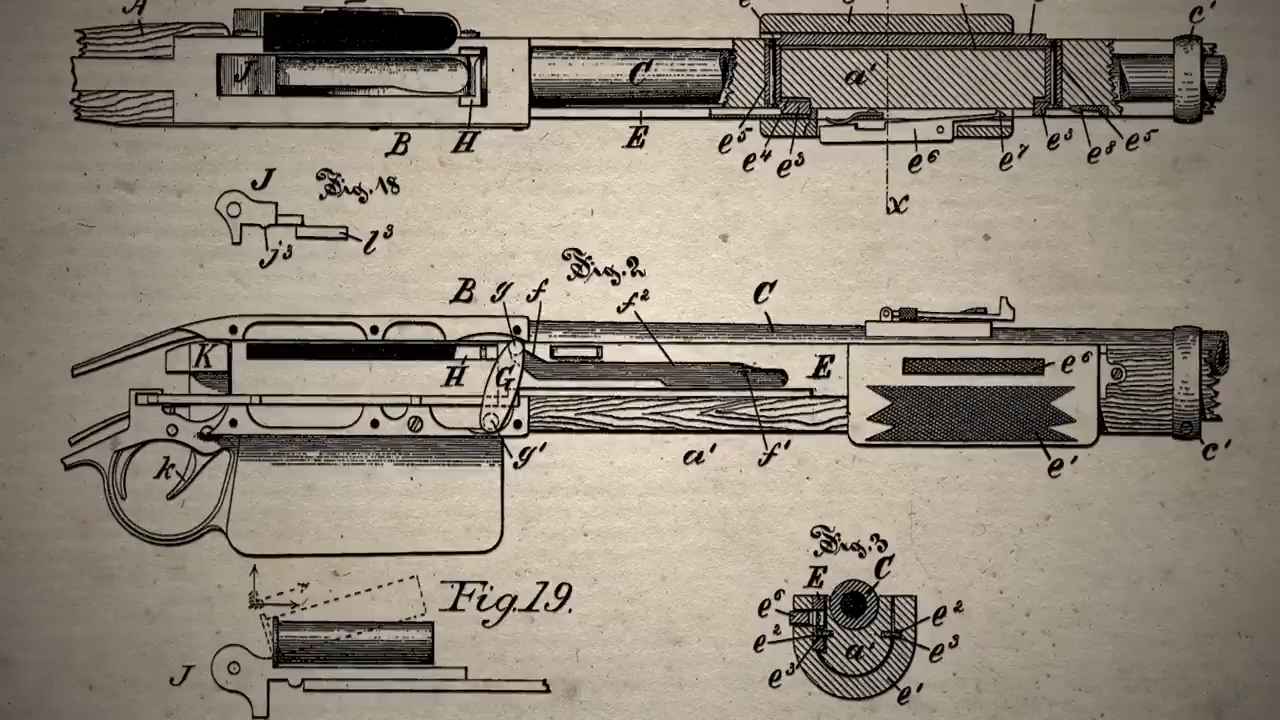 A
c'
J
C
a'
B
H
E
e⁵
e⁴
e³
e⁶
e⁷
e³
e⁸
e⁵
x
J
Fig. 18
j³
l³
Fig. 2
B
g
f
f²
C
K
H
G
E
e⁶
k
g'
a'
f'
e'
c'
Fig. 3
E
C
e⁶
e²
e²
a'
e³
e³
e'
Fig. 19.
J